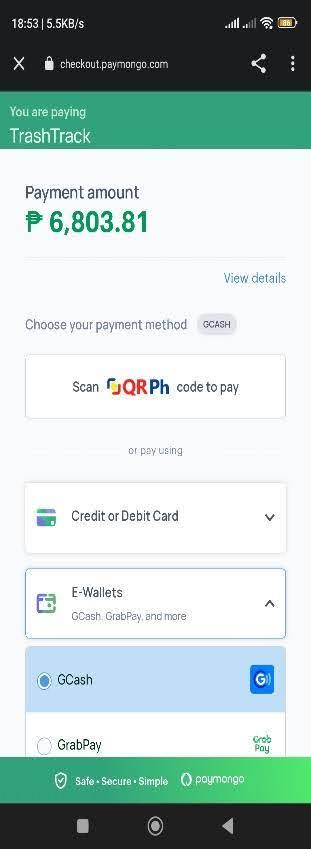 18:53 | 5.5KB/s
86
checkout.paymongo.com
You are paying
TrashTrack
Payment amount
₱ 6,803.81
View details
Choose your payment method GCASH
Scan QRPh code to pay
or pay using
Credit or Debit Card
E-Wallets
GCash, GrabPay, and more
GCash
GrabPay
Grab
Pay
Safe • Secure • Simple paymongo